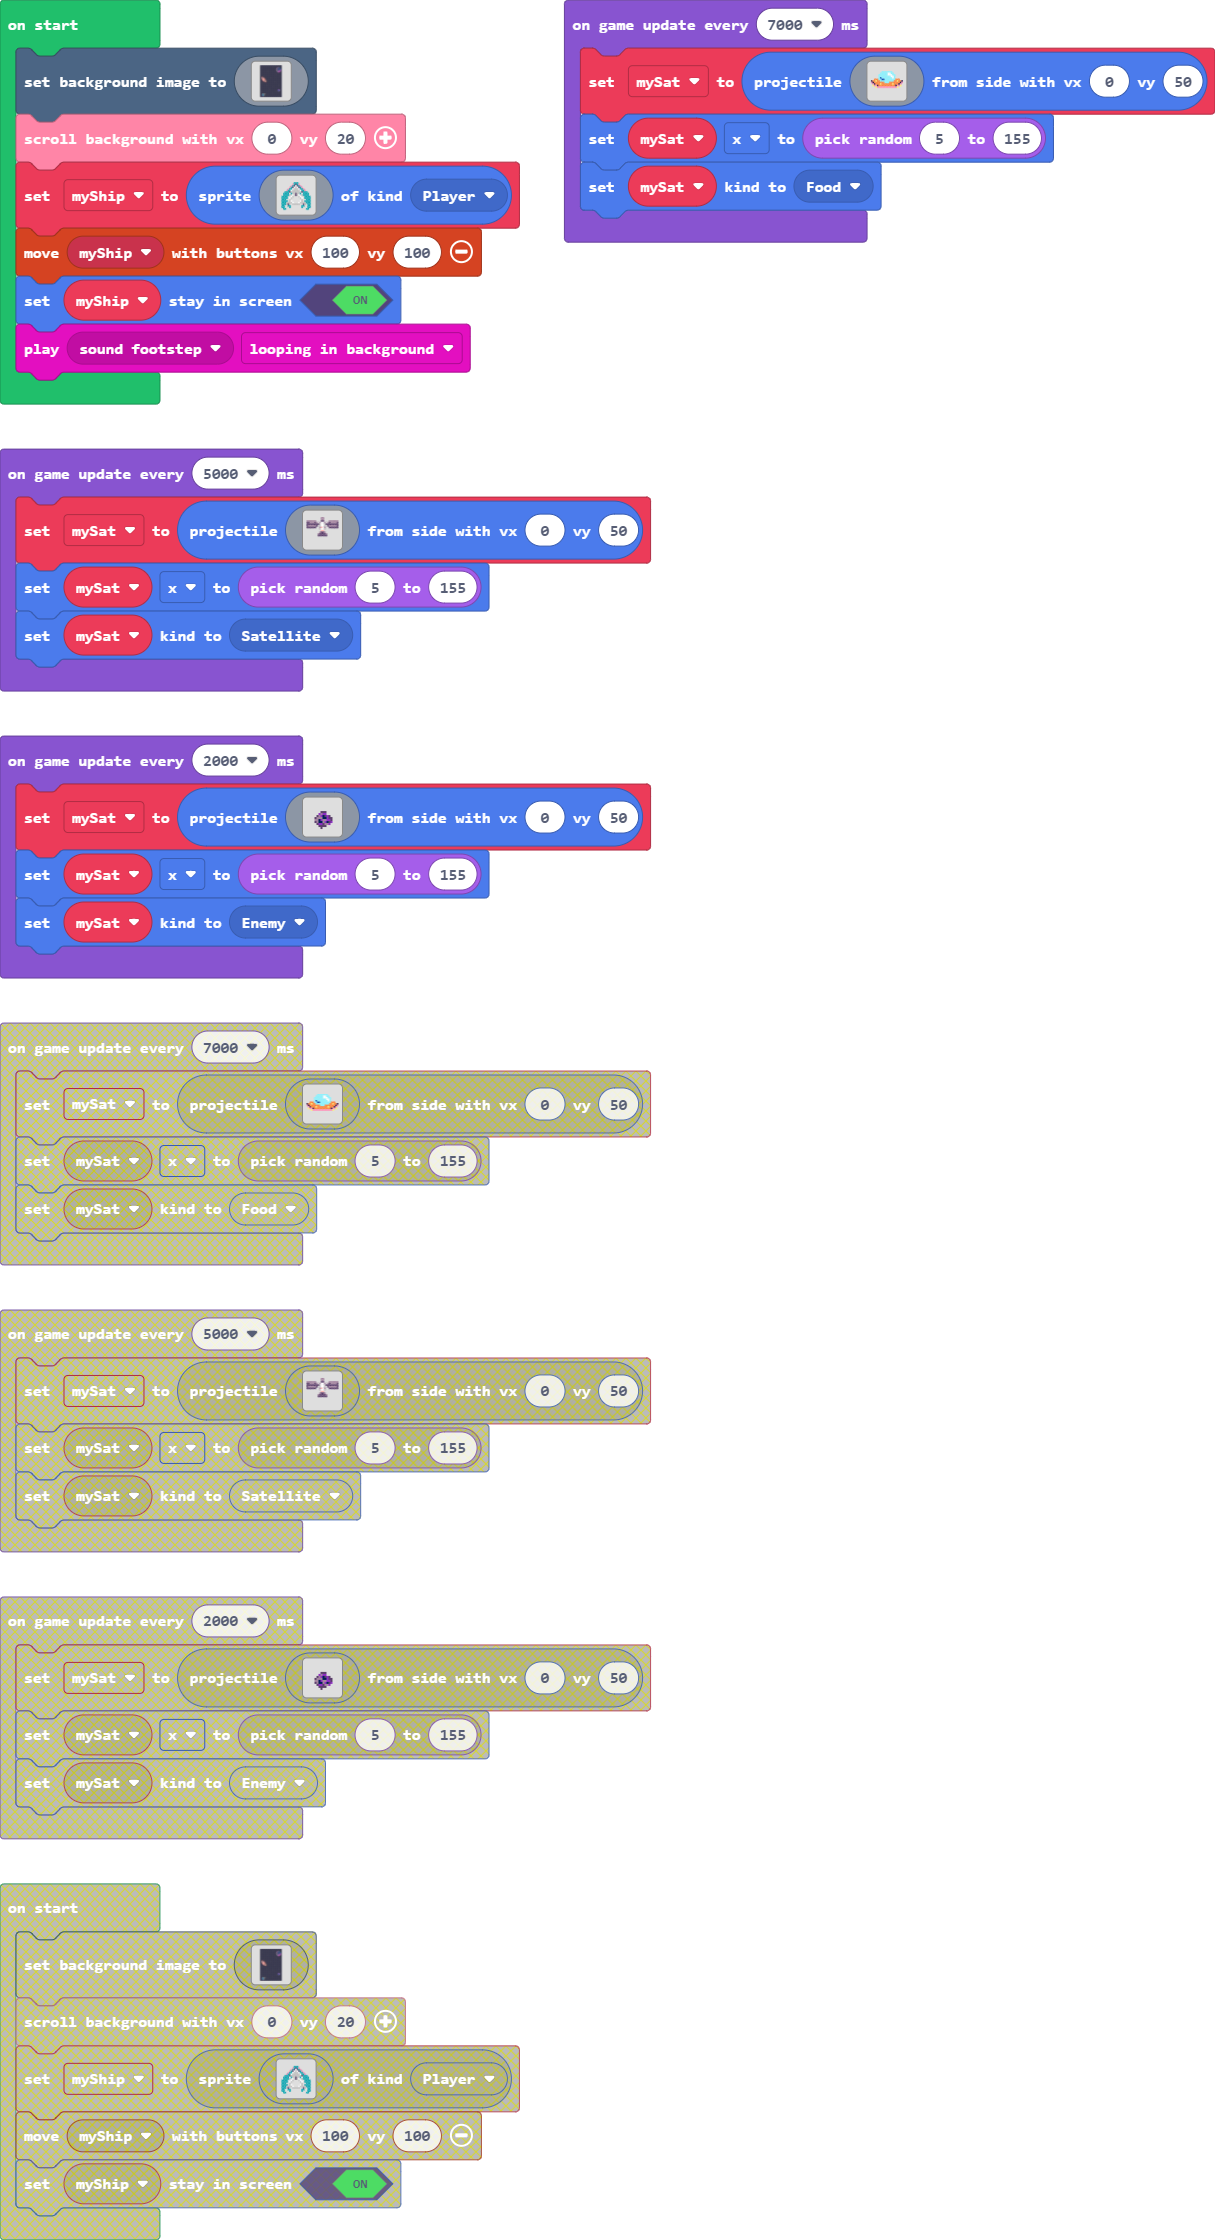 on start
set background image to
scroll background with vx 0 vy 20
set myShip to sprite of kind Player
move myShip with buttons vx 100 vy 100
set myShip stay in screen ON
play sound footstep looping in background
on game update every 7000 ms
set mySat to projectile from side with vx 0 vy 50
set mySat x to pick random 5 to 155
set mySat kind to Food
on game update every 5000 ms
set mySat to projectile from side with vx 0 vy 50
set mySat x to pick random 5 to 155
set mySat kind to Satellite
on game update every 2000 ms
set mySat to projectile from side with vx 0 vy 50
set mySat x to pick random 5 to 155
set mySat kind to Enemy
on game update every 7000 ms
set mySat to projectile from side with vx 0 vy 50
set mySat x to pick random 5 to 155
set mySat kind to Food
on game update every 5000 ms
set mySat to projectile from side with vx 0 vy 50
set mySat x to pick random 5 to 155
set mySat kind to Satellite
on game update every 2000 ms
set mySat to projectile from side with vx 0 vy 50
set mySat x to pick random 5 to 155
set mySat kind to Enemy
on start
set background image to
scroll background with vx 0 vy 20
set myShip to sprite of kind Player
move myShip with buttons vx 100 vy 100
set myShip stay in screen ON